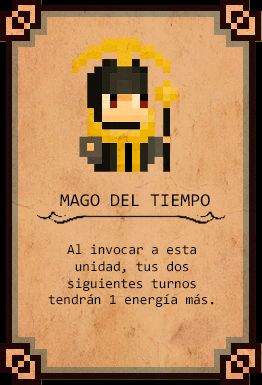 MAGO DEL TIEMPO
Al invocar a esta
unidad, tus dos
siguientes turnos
tendrán 1 energía más.